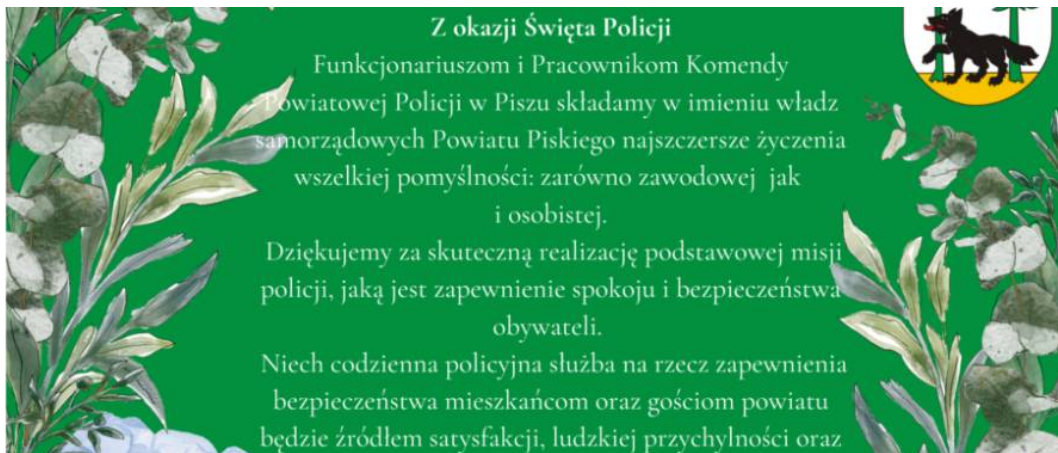 Z okazji Święta Policji
Funkcjonariuszom i Pracownikom Komendy
Powiatowej Policji w Piszu składamy w imieniu władz
samorządowych Powiatu Piskiego najszczersze życzenia
wszelkiej pomyślności: zarówno zawodowej jak
i osobistej.
Dziękujemy za skuteczną realizację podstawowej misji
policji, jaką jest zapewnienie spokoju i bezpieczeństwa
obywateli.
Niech codzienna policyjna służba na rzecz zapewnienia
bezpieczeństwa mieszkańcom oraz gościom powiatu
będzie źródłem satysfakcji, ludzkiej przychylności oraz